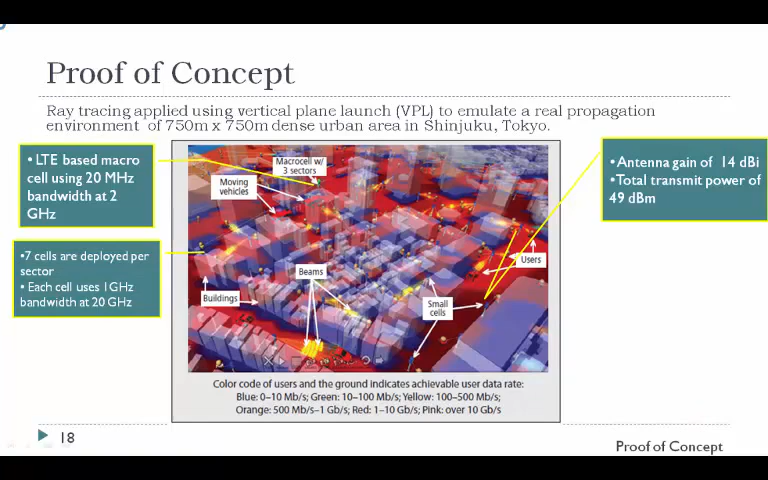 Proof of Concept
Ray tracing applied using vertical plane launch (VPL) to emulate a real propagation
environment of 750m x 750m dense urban area in Shinjuku, Tokyo.
• LTE based macro
cell using 20 MHz
bandwidth at 2
GHz
•7 cells are deployed per
sector
• Each cell uses 1GHz
bandwidth at 20 GHz
Macrocell w/
3 sectors
Moving
vehicles
Beams
Buildings
Small
cells
Users
•Antenna gain of 14 dBi
•Total transmit power of
49 dBm
Color code of users and the ground indicates achievable user data rate:
Blue: 0–10 Mb/s; Green: 10–100 Mb/s; Yellow: 100–500 Mb/s;
Orange: 500 Mb/s–1 Gb/s; Red: 1–10 Gb/s; Pink: over 10 Gb/s
18
Proof of Concept